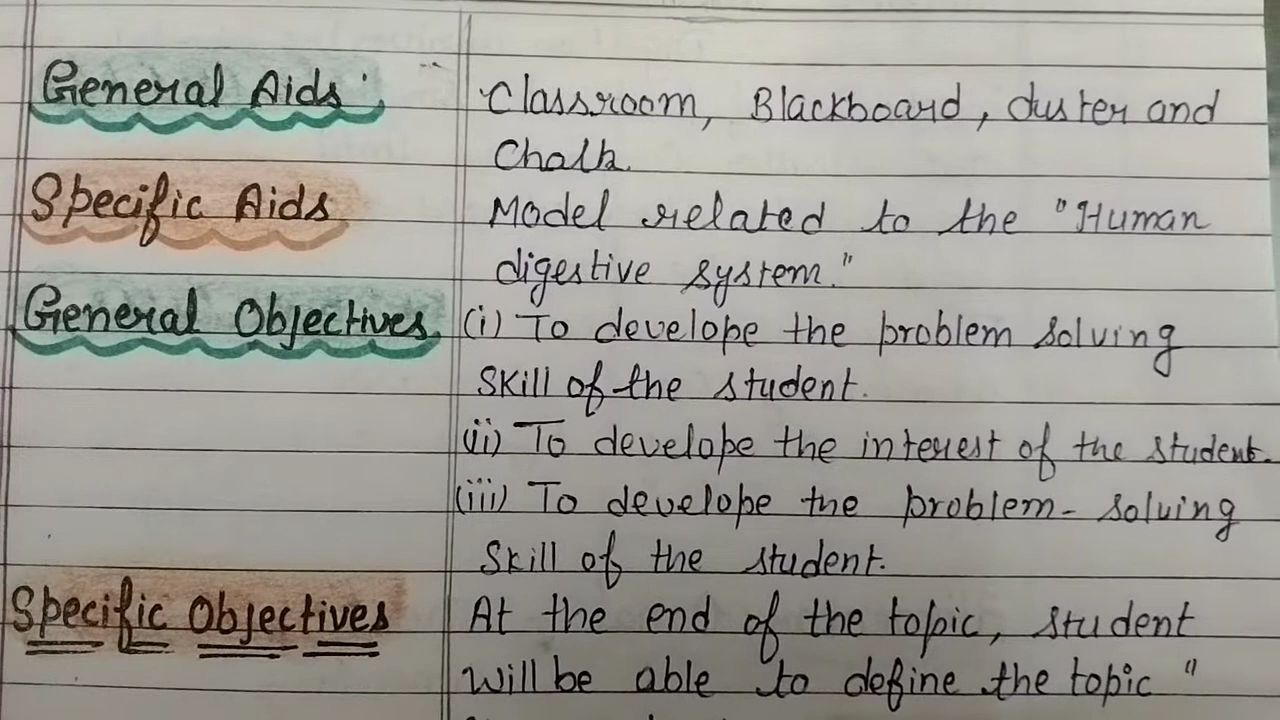 General Aids :
Classroom, Blackboard, duster and
Chalk.
Specific Aids
Model related to the "Human
digestive system."
General Objectives
(i) To develope the problem solving
skill of the student.
(ii) To develope the interest of the student.
(iii) To develope the problem - solving
skill of the student.
Specific Objectives
At the end of the topic, student
will be able to define the topic "